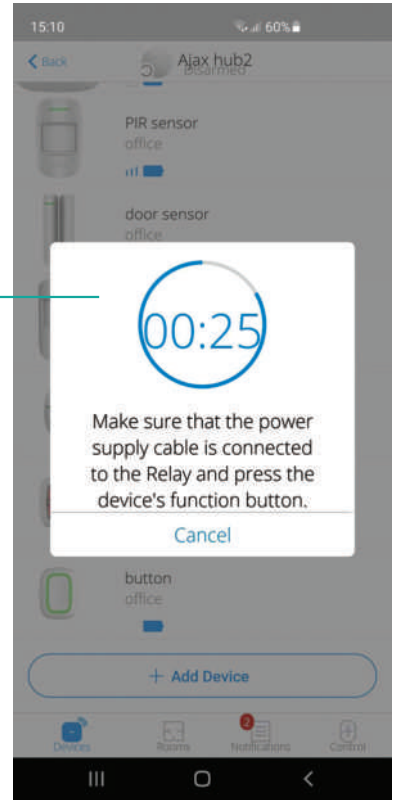 15:10
60%
Back
Ajax hub2
Disarmed
PIR sensor
office
door sensor
office
00:25
Make sure that the power
supply cable is connected
to the Relay and press the
device's function button.
Cancel
button
office
+ Add Device
2
Devices
Rooms
Notifications
Control